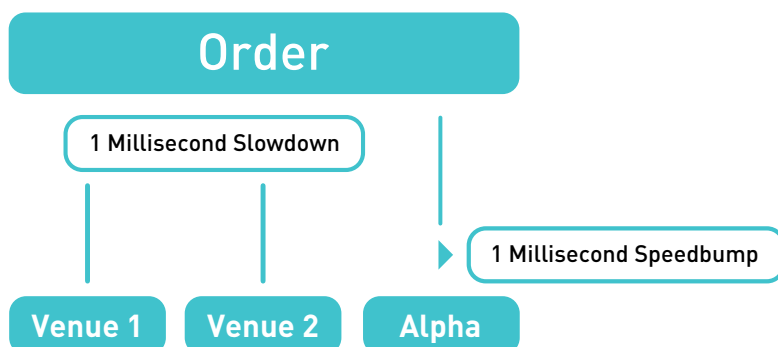 Order
1 Millisecond Slowdown
1 Millisecond Speedbump
Venue 1
Venue 2
Alpha